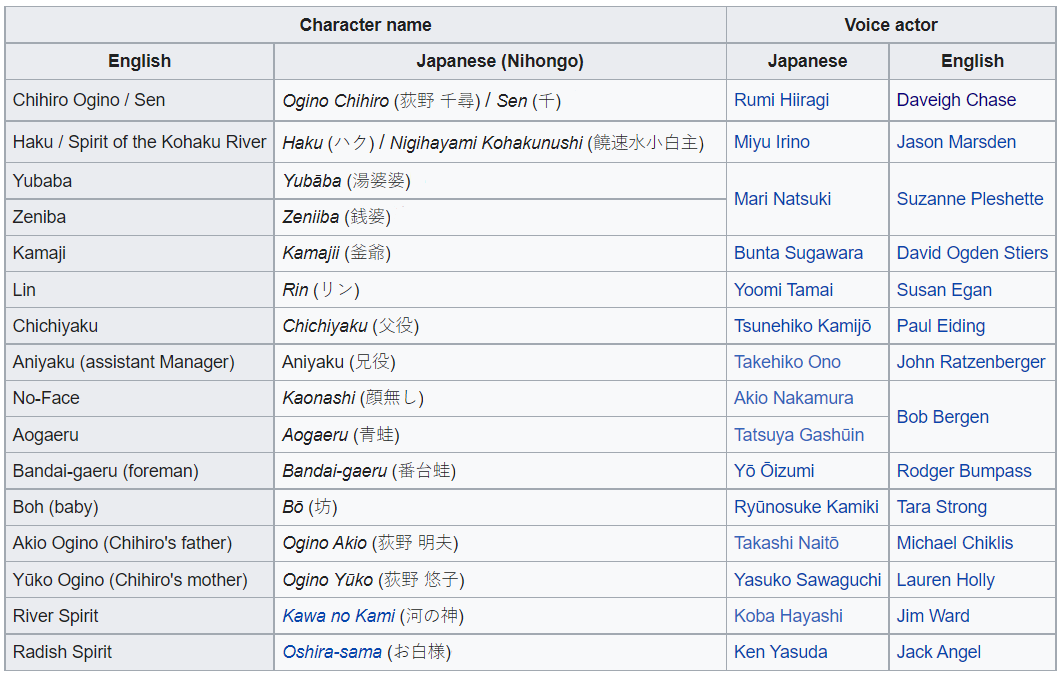 Character name Voice actor
English Japanese (Nihongo) Japanese English
Chihiro Ogino / Sen Ogino Chihiro (荻野 千尋) / Sen (千) Rumi Hiiragi Daveigh Chase
Haku / Spirit of the Kohaku River Haku (ハク) / Nigihayami Kohakunushi (饒速水小白主) Miyu Irino Jason Marsden
Yubaba Yubāba (湯婆婆) Mari Natsuki Suzanne Pleshette
Zeniba Zeniiba (銭婆)
Kamaji Kamajii (釜爺) Bunta Sugawara David Ogden Stiers
Lin Rin (リン) Yoomi Tamai Susan Egan
Chichiyaku Chichiyaku (父役) Tsunehiko Kamijō Paul Eiding
Aniyaku (assistant Manager) Aniyaku (兄役) Takehiko Ono John Ratzenberger
No-Face Kaonashi (顔無し) Akio Nakamura Bob Bergen
Aogaeru Aogaeru (青蛙) Tatsuya Gashūin
Bandai-gaeru (foreman) Bandai-gaeru (番台蛙) Yō Ōizumi Rodger Bumpass
Boh (baby) Bō (坊) Ryūnosuke Kamiki Tara Strong
Akio Ogino (Chihiro's father) Ogino Akio (荻野 明夫) Takashi Naitō Michael Chiklis
Yūko Ogino (Chihiro's mother) Ogino Yūko (荻野 悠子) Yasuko Sawaguchi Lauren Holly
River Spirit Kawa no Kami (河の神) Koba Hayashi Jim Ward
Radish Spirit Oshira-sama (お白様) Ken Yasuda Jack Angel